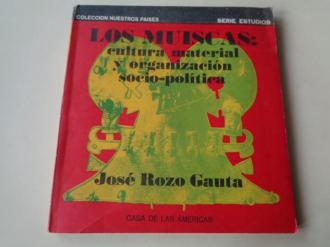 COLECCION NUESTROS PAISES
SERIE ESTUDIOS
LOS MUISCAS:
cultura material
y organización
socio-política
José Rozo Gauta
CASA DE LAS AMERICAS